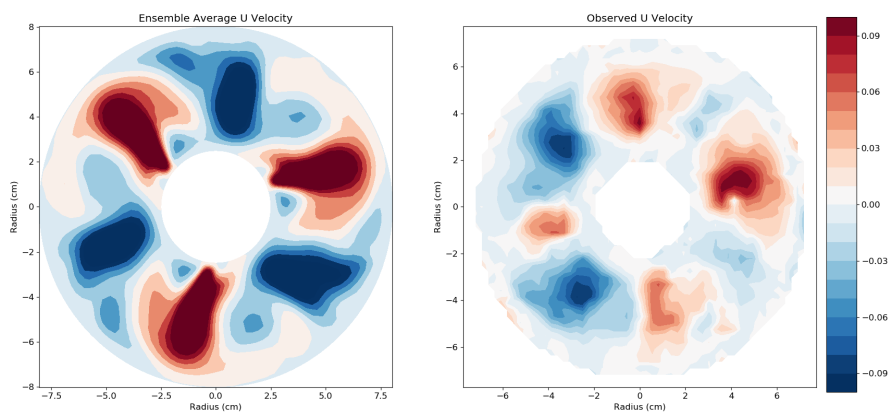 Ensemble Average U Velocity
8
6
4
2
0
−2
−4
−6
−8
Radius (cm)
−7.5 −5.0 −2.5 0.0 2.5 5.0 7.5
Radius (cm)
Observed U Velocity
6
4
2
0
−2
−4
−6
Radius (cm)
−6 −4 −2 0 2 4 6
Radius (cm)
0.09
0.06
0.03
0.00
−0.03
−0.06
−0.09